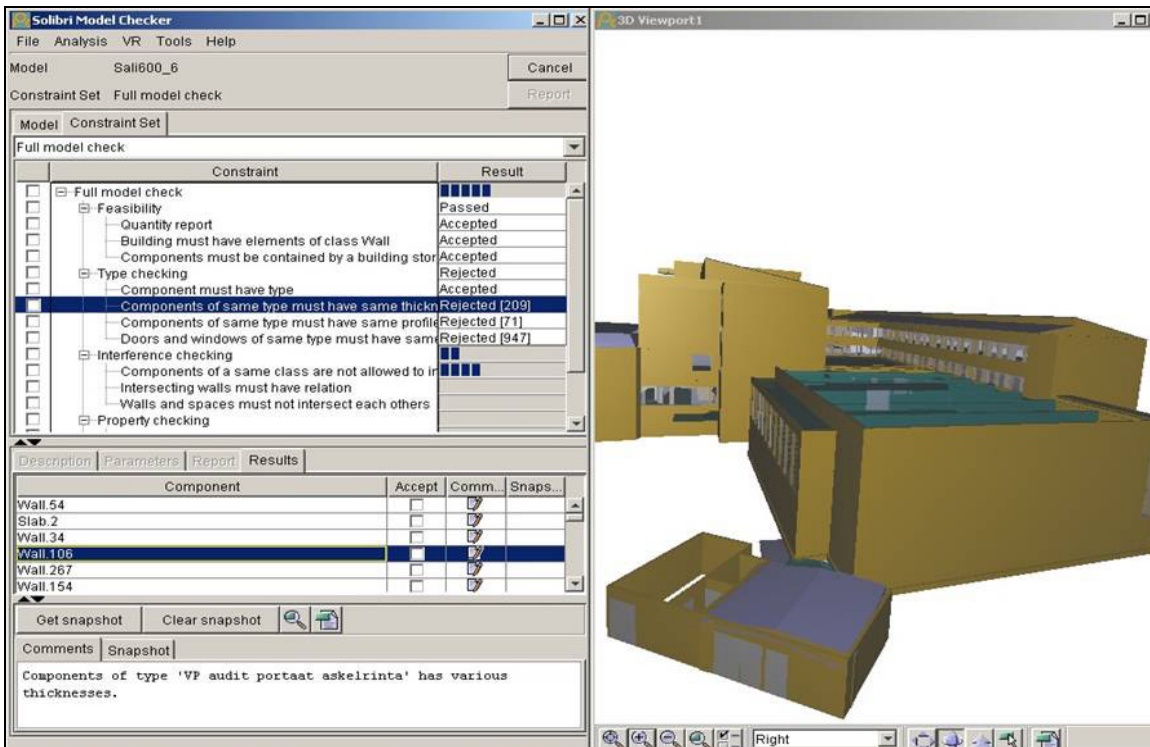 Solibri Model Checker
File Analysis VR Tools Help
Model Sali600_6 Cancel
Constraint Set Full model check Report
Model Constraint Set
Full model check
Constraint Result
Full model check
Feasibility Passed
Quantity report Accepted
Building must have elements of class Wall Accepted
Components must be contained by a building stor Accepted
Type checking Rejected
Component must have type Accepted
Components of same type must have same thickn Rejected [209]
Components of same type must have same profile Rejected [71]
Doors and windows of same type must have same Rejected [947]
Interference checking
Components of a same class are not allowed to in
Intersecting walls must have relation
Walls and spaces must not intersect each others
Property checking
Description Parameters Report Results
Component Accept Comm... Snaps...
Wall.54
Slab.2
Wall.34
Wall.106
Wall.267
Wall.154
Get snapshot Clear snapshot
Comments Snapshot
Components of type 'VP audit portaat askelrinta' has various
thicknesses.
3D Viewport1
Right